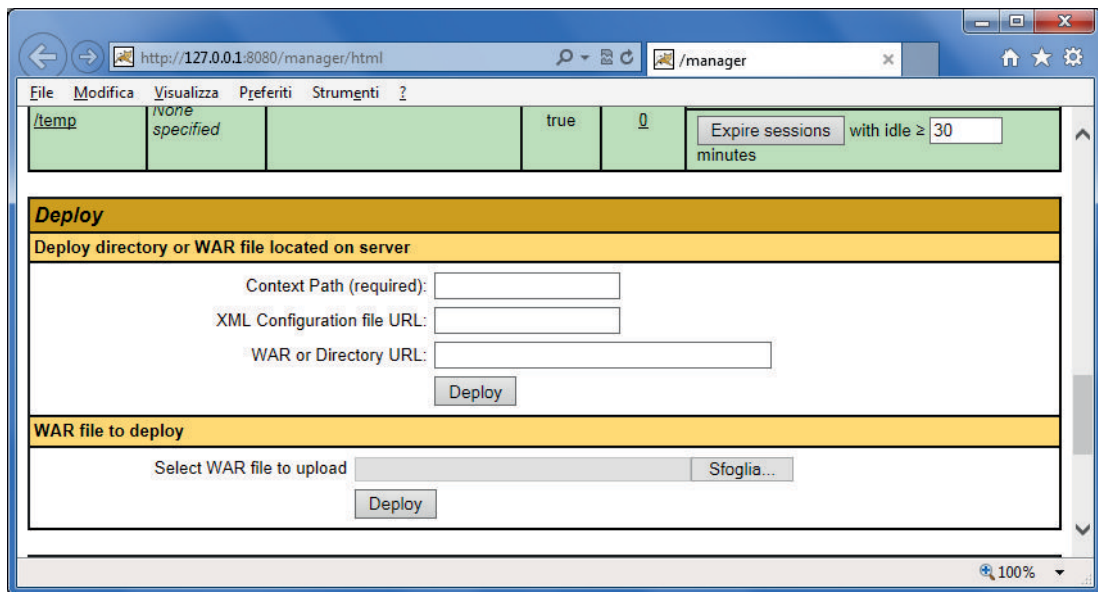 http://127.0.0.1:8080/manager/html
/manager
File Modifica Visualizza Preferiti Strumenti ?
/temp
None specified
true
0
Expire sessions with idle ≥ 30
minutes
Deploy
Deploy directory or WAR file located on server
Context Path (required):
XML Configuration file URL:
WAR or Directory URL:
Deploy
WAR file to deploy
Select WAR file to upload Sfoglia...
Deploy
100%